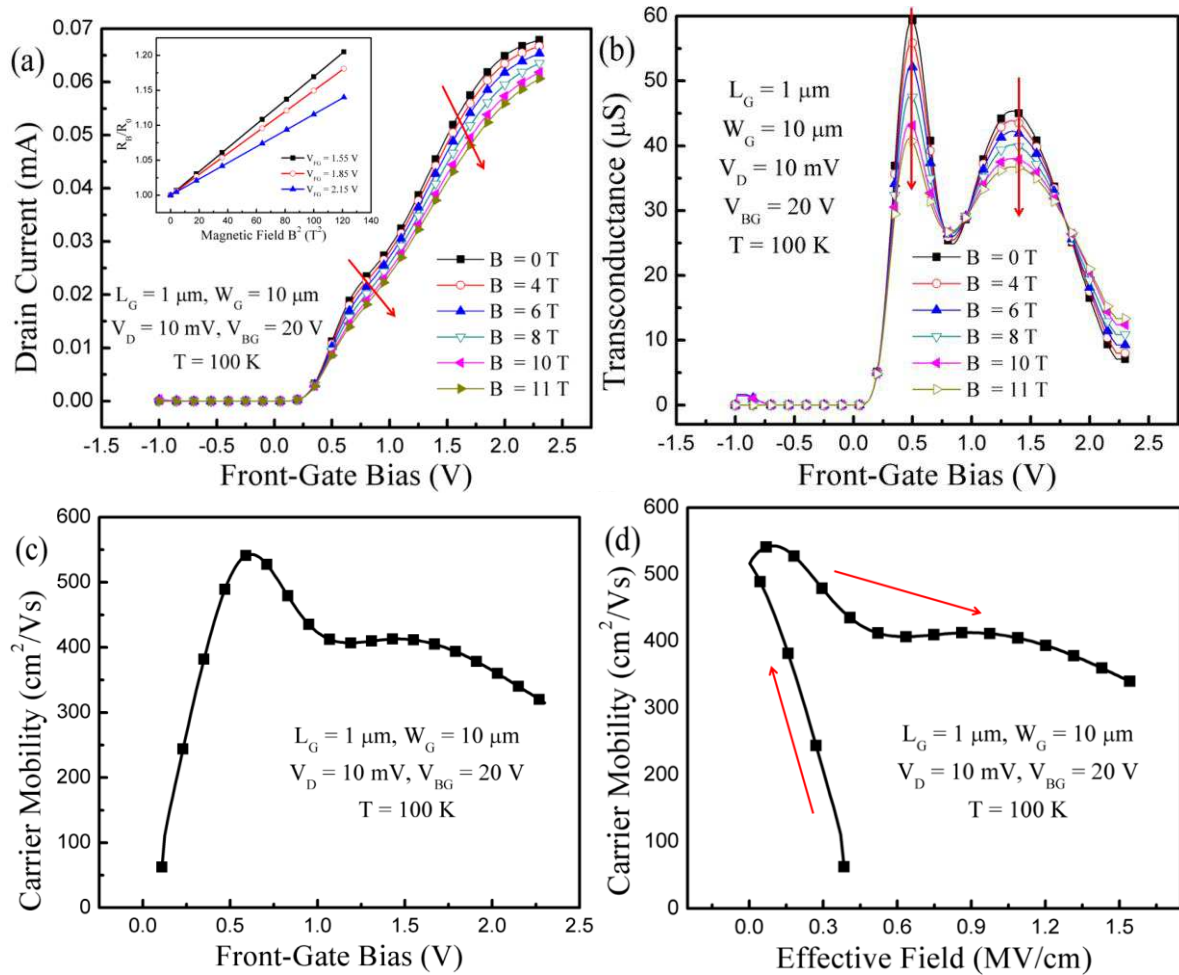 (a)
0.07
0.06
0.05
0.04
0.03
0.02
0.01
0.00
Drain Current (mA)
1.20
1.15
1.10
1.05
1.00
R_B/R_0
V_FG = 1.55 V
V_FG = 1.85 V
V_FG = 2.15 V
0 20 40 60 80 100 120 140
Magnetic Field B² (T²)
L_G = 1 μm, W_G = 10 μm
V_D = 10 mV, V_BG = 20 V
T = 100 K
B = 0 T
B = 4 T
B = 6 T
B = 8 T
B = 10 T
B = 11 T
-1.5 -1.0 -0.5 0.0 0.5 1.0 1.5 2.0 2.5
Front-Gate Bias (V)
(b)
60
50
40
30
20
10
0
Transconductance (μS)
L_G = 1 μm
W_G = 10 μm
V_D = 10 mV
V_BG = 20 V
T = 100 K
B = 0 T
B = 4 T
B = 6 T
B = 8 T
B = 10 T
B = 11 T
-1.5 -1.0 -0.5 0.0 0.5 1.0 1.5 2.0 2.5
Front-Gate Bias (V)
(c)
600
500
400
300
200
100
0
Carrier Mobility (cm²/Vs)
L_G = 1 μm, W_G = 10 μm
V_D = 10 mV, V_BG = 20 V
T = 100 K
0.0 0.5 1.0 1.5 2.0 2.5
Front-Gate Bias (V)
(d)
600
500
400
300
200
100
0
Carrier Mobility (cm²/Vs)
L_G = 1 μm, W_G = 10 μm
V_D = 10 mV, V_BG = 20 V
T = 100 K
0.0 0.3 0.6 0.9 1.2 1.5
Effective Field (MV/cm)